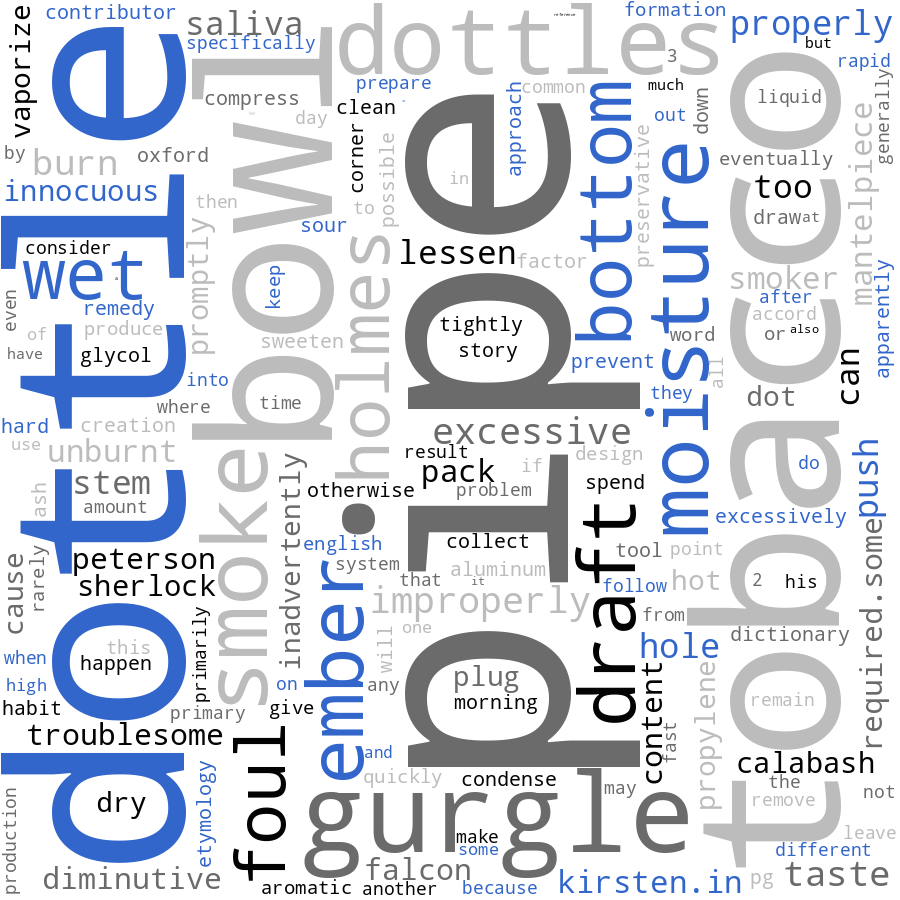 contributor
saliva
dottles
reference
formation
properly
vaporize
e
specifically
3
but
rapid
prepare
common
much
compress
clean
day
approach
out
down
liquid
generally
by
burn
oxford
corner
possible
in
preservative
eventually
mantelpiece
innocuous
then
to
too
draw
at
consider
sour
lessen
factor
smoker
wet
promptly
keep
holmes
bottom
moisture
after
apparently
remedy
even
of
produce
accord
or
also
have
glycol
sweeten
tightly
story
word
prevent
all
can
into
where
time
they
dot
hard
creation
use
unburnt
bowl
excessive
result
pack
if
design
do
push
stem
amount
ash
smoke
inadvertently
otherwise
problem
spend
excessively
dottle
english
system
collect
aluminum
that
it
draft
tool
point
tobacco
cause
rarely
peterson
sherlock
ember
improperly
follow
hot
2
his
required.some
from
one
this
happen
primarily
will
pipe.
hole
dictionary
when
high
on
any
plug
morning
content
fast
propylene
remain
habit
primary
give
troublesome
foul
and
quickly
condense
may
calabash
the
not
dry
etymology
production
gurgle
make
some
remove
leave
different
diminutive
falcon
aromatic
another
because
kirsten.in
pg
taste